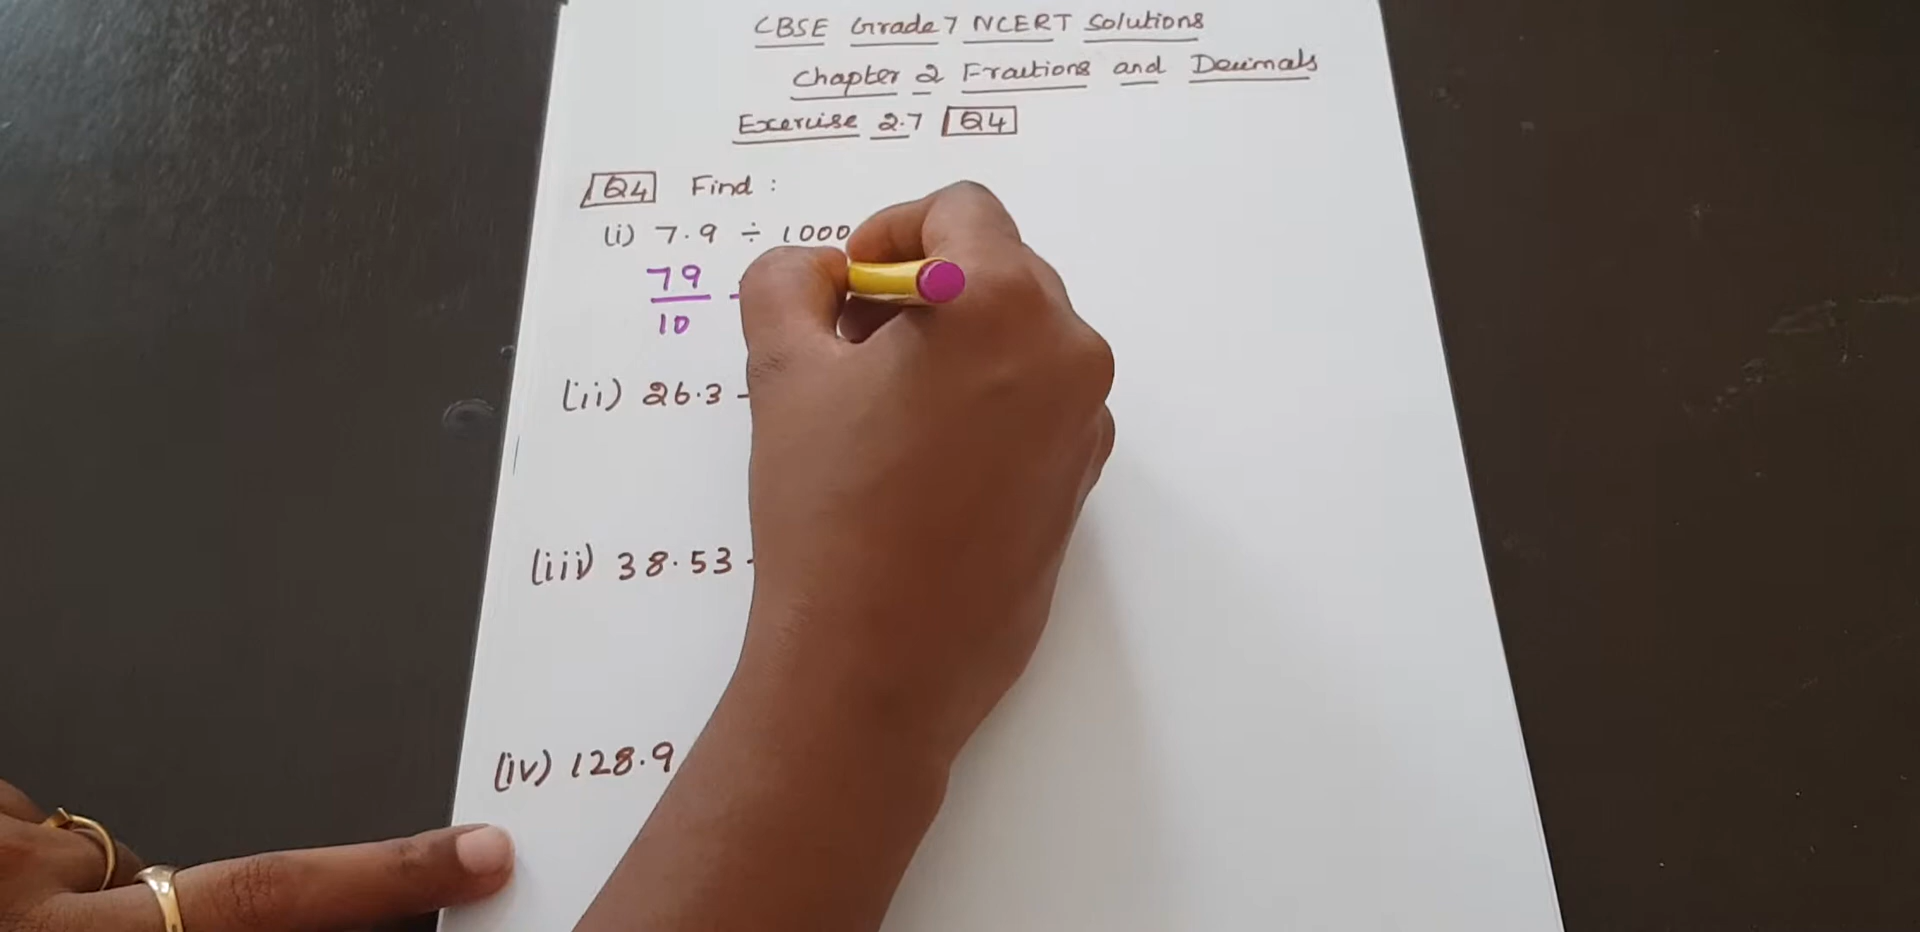 CBSE Grade 7 NCERT Solutions
Chapter 2 Fractions and Decimals
Exercise 2.7 Q4
Q4 Find :
(i) 7.9 ÷ 1000
79
10
(ii) 26.3
(iii) 38.53
(iv) 128.9